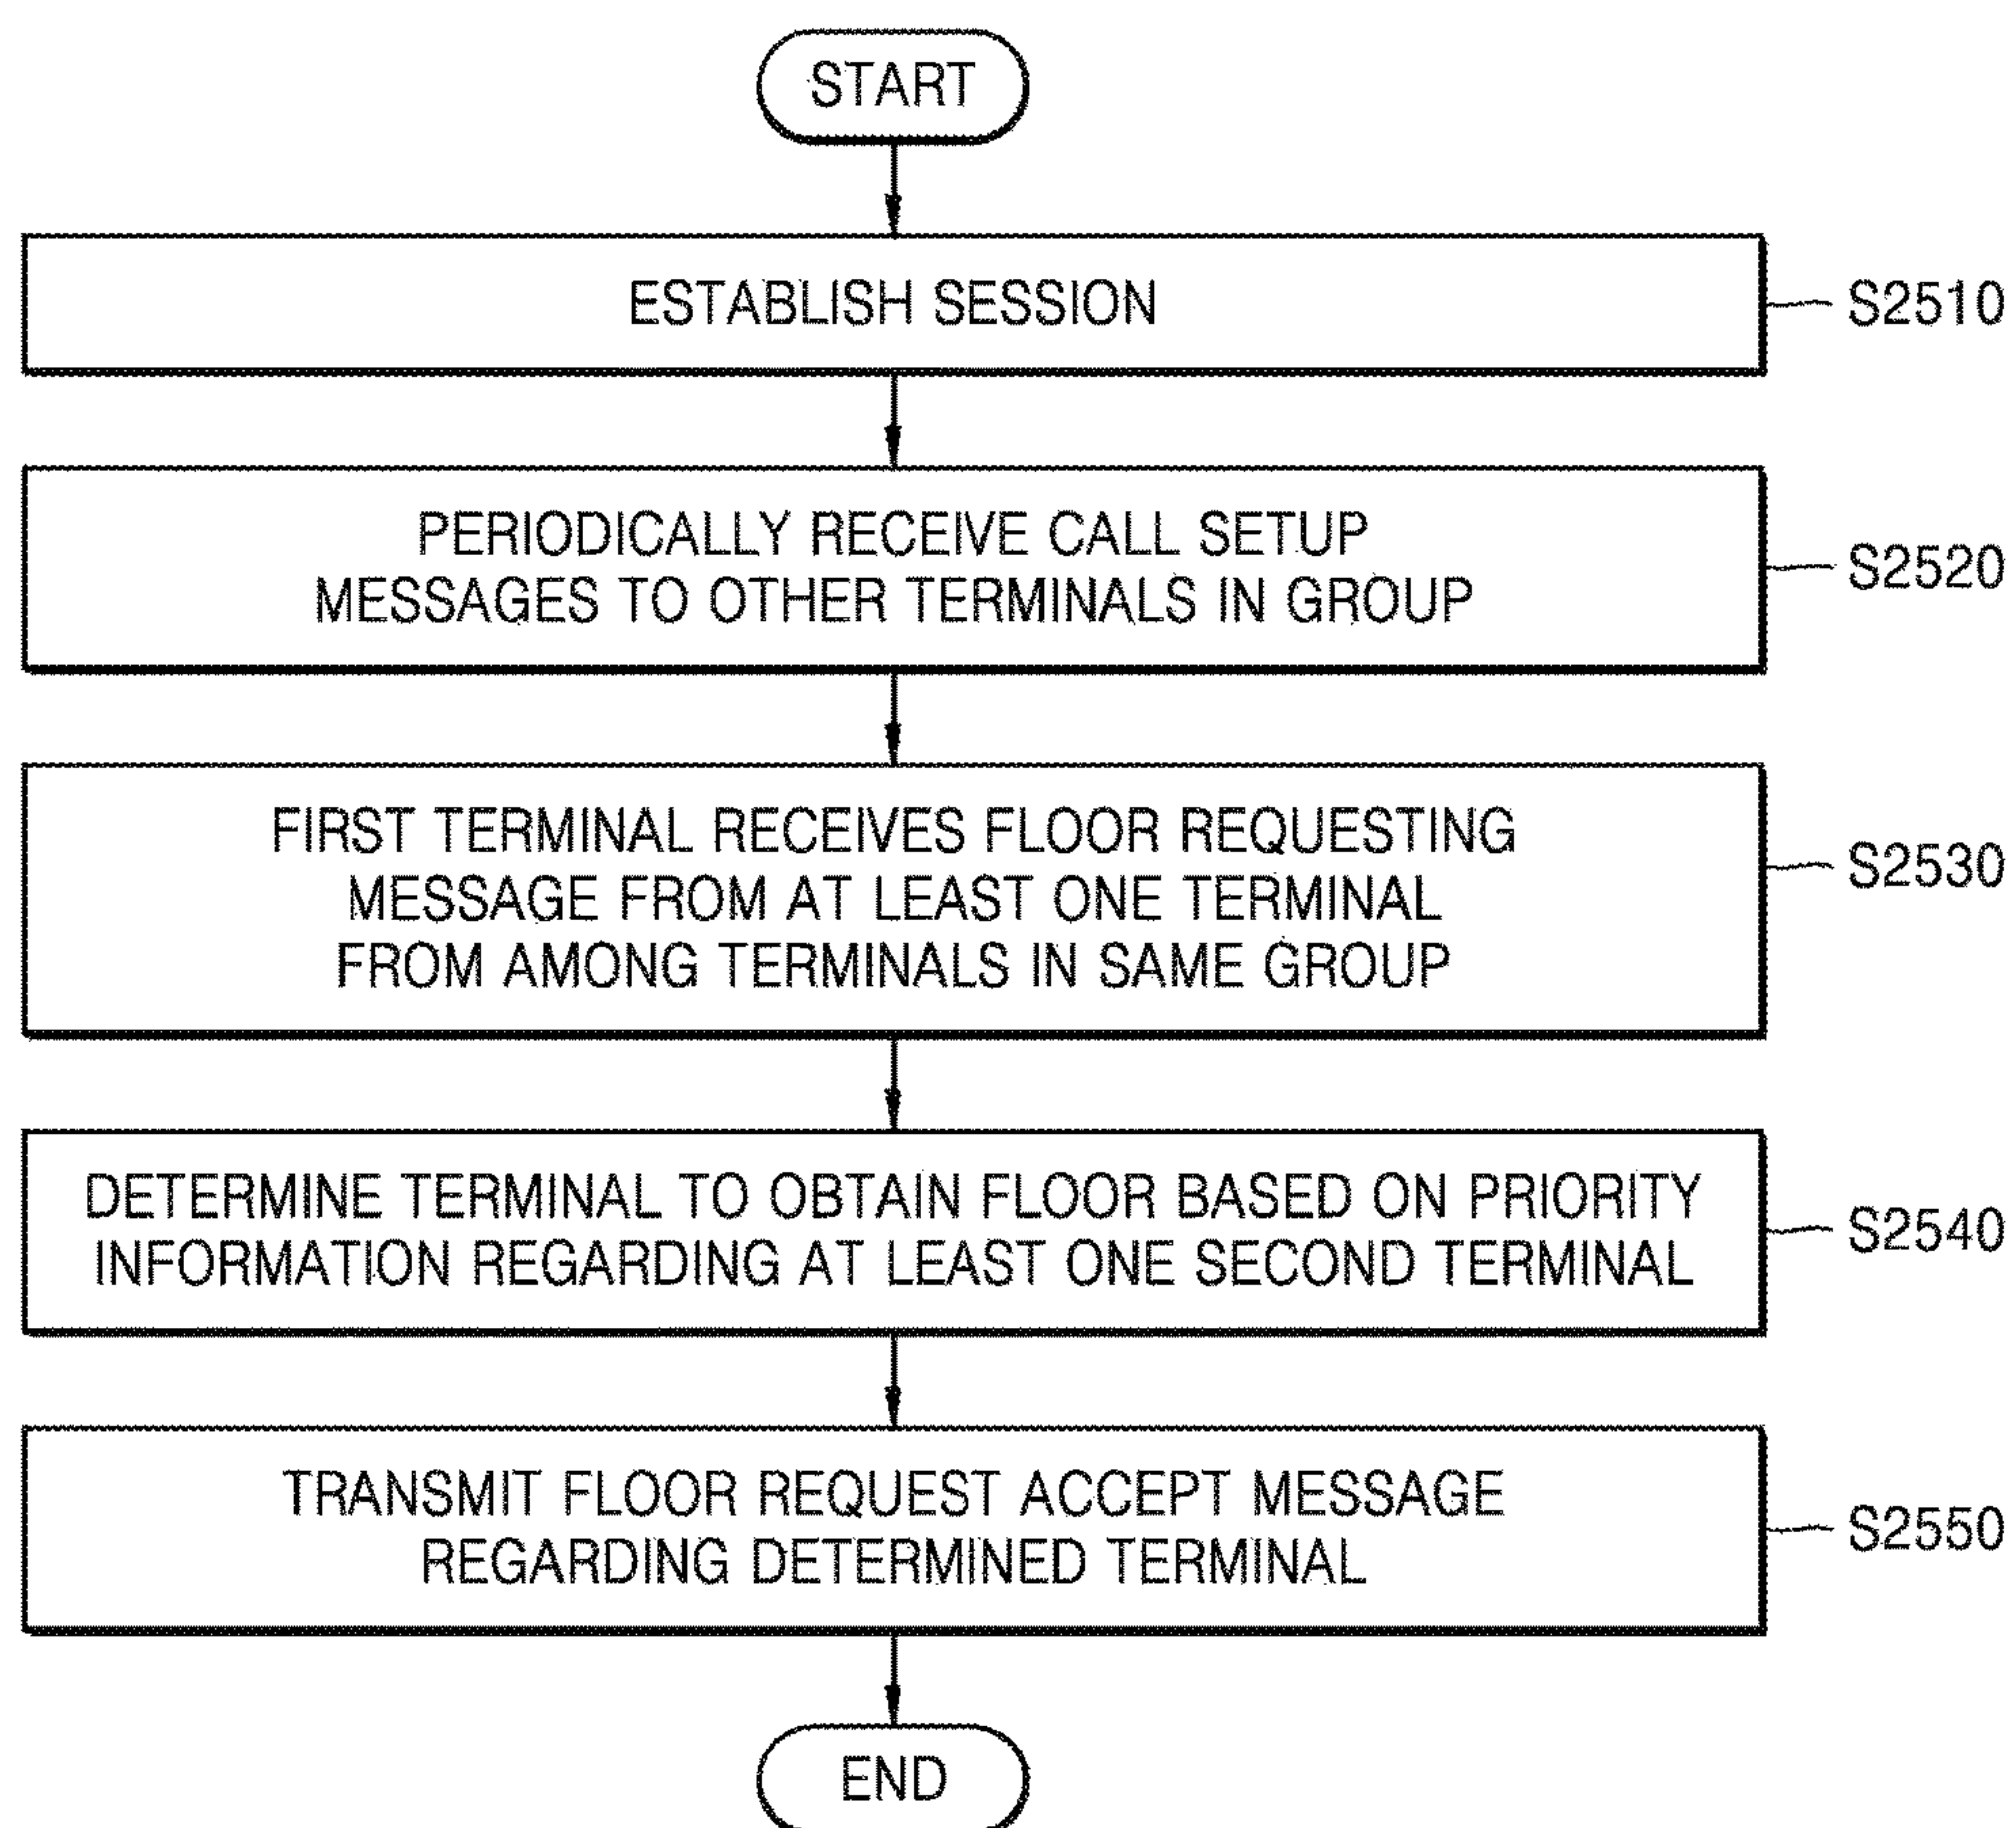 START
ESTABLISH SESSION
S2510
PERIODICALLY RECEIVE CALL SETUP
MESSAGES TO OTHER TERMINALS IN GROUP
S2520
FIRST TERMINAL RECEIVES FLOOR REQUESTING
MESSAGE FROM AT LEAST ONE TERMINAL
FROM AMONG TERMINALS IN SAME GROUP
S2530
DETERMINE TERMINAL TO OBTAIN FLOOR BASED ON PRIORITY
INFORMATION REGARDING AT LEAST ONE SECOND TERMINAL
S2540
TRANSMIT FLOOR REQUEST ACCEPT MESSAGE
REGARDING DETERMINED TERMINAL
S2550
END